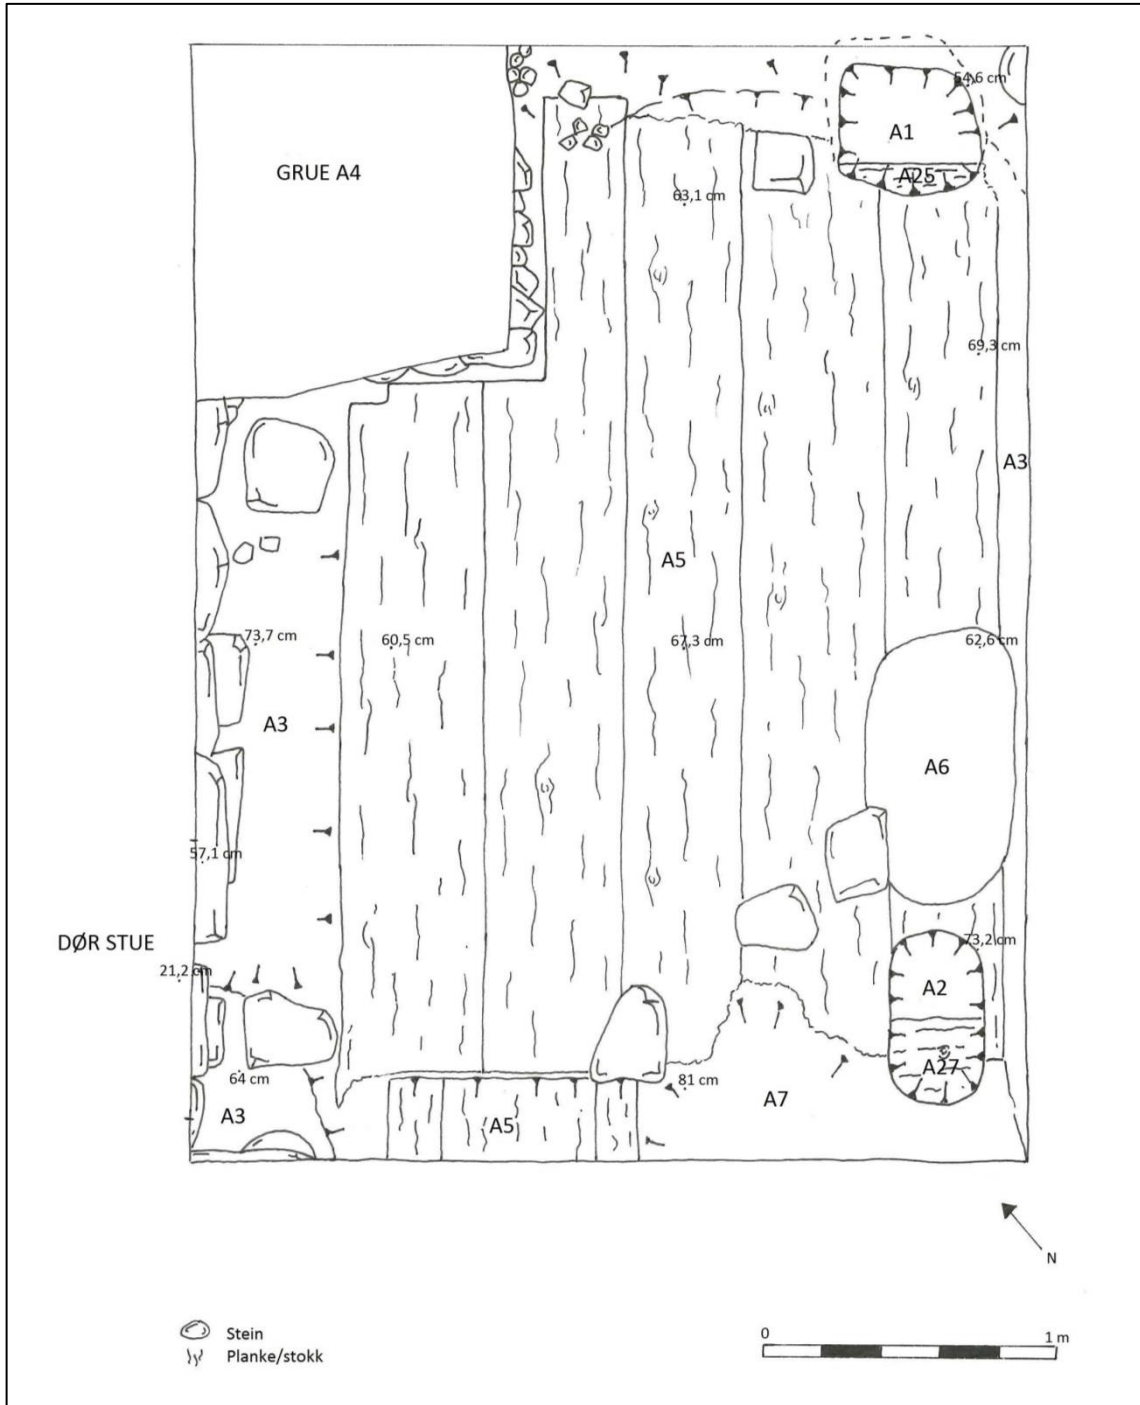 54,6 cm
A1
GRUE A4
A25
63,1 cm
69,3 cm
A3
A5
73,7 cm
60,5 cm
67,3 cm
62,6 cm
A3
A6
57,1 cm
DØR STUE
73,2 cm
21,2 cm
A2
A27
64 cm
81 cm
A7
A3
A5
N
Stein
Planke/stokk
0
1 m